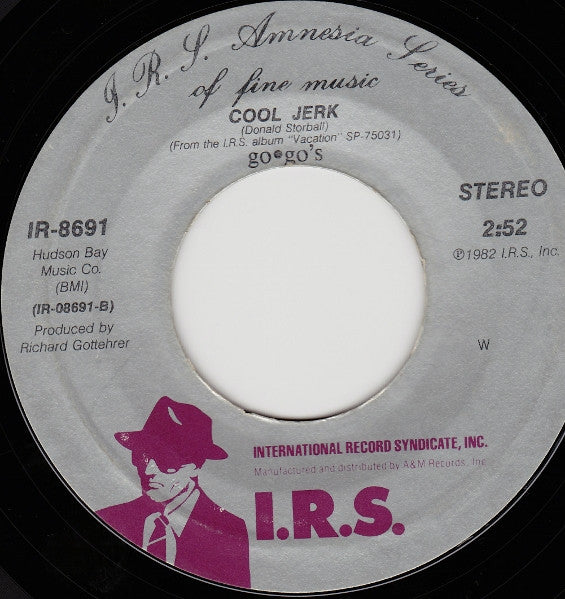 I. R. S. Amnesia Series
of fine music
COOL JERK
(Donald Storball)
(From the I.R.S. album "Vacation" SP-75031)
go•go's
STEREO
IR-8691
2:52
Hudson Bay
Music Co.
(BMI)
℗1982 I.R.S., Inc.
(IR-08691-B)
Produced by
Richard Gottehrer
W
INTERNATIONAL RECORD SYNDICATE, INC.
Manufactured and distributed by A&M Records, Inc.
I.R.S.